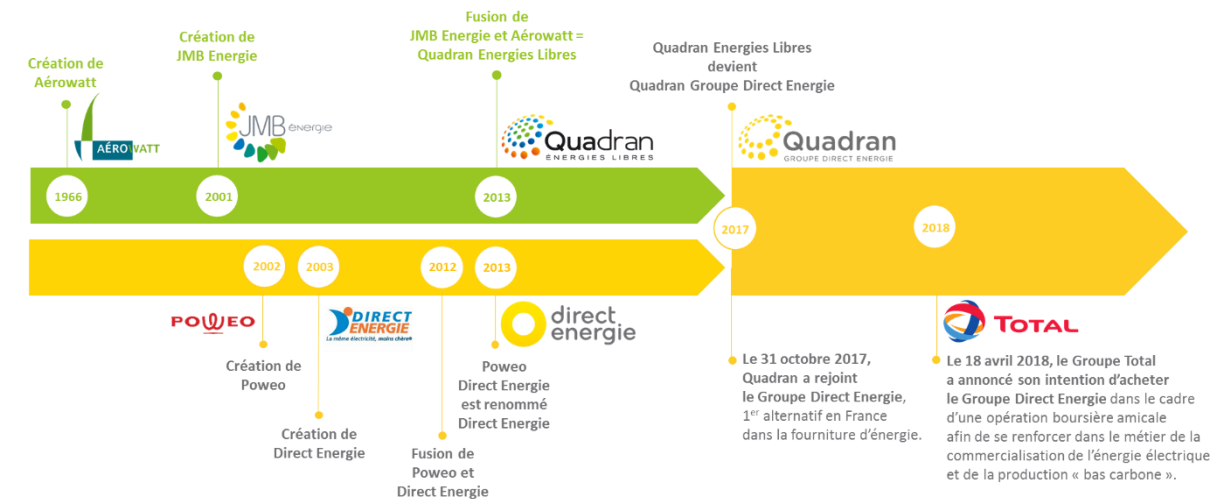 Création de
Aérowatt
AÉROWATT
1966
Création de
JMB Energie
JMB énergie
2001
Fusion de
JMB Energie et Aérowatt =
Quadran Energies Libres
Quadran
ÉNERGIES LIBRES
2013
Quadran Energies Libres
devient
Quadran Groupe Direct Energie
Quadran
GROUPE DIRECT ENERGIE
2017
2018
2002
2003
2012
2013
POWEO
Création de
Poweo
DIRECT
ENERGIE
La même électricité, moins chère
Création de
Direct Energie
Fusion de
Poweo et
Direct Energie
direct
energie
Poweo
Direct Energie
est renommé
Direct Energie
Le 31 octobre 2017,
Quadran a rejoint
le Groupe Direct Energie,
1er alternatif en France
dans la fourniture d’énergie.
TOTAL
Le 18 avril 2018, le Groupe Total
a annoncé son intention d’acheter
le Groupe Direct Energie dans le cadre
d’une opération boursière amicale
afin de se renforcer dans le métier de la
commercialisation de l’énergie électrique
et de la production « bas carbone ».